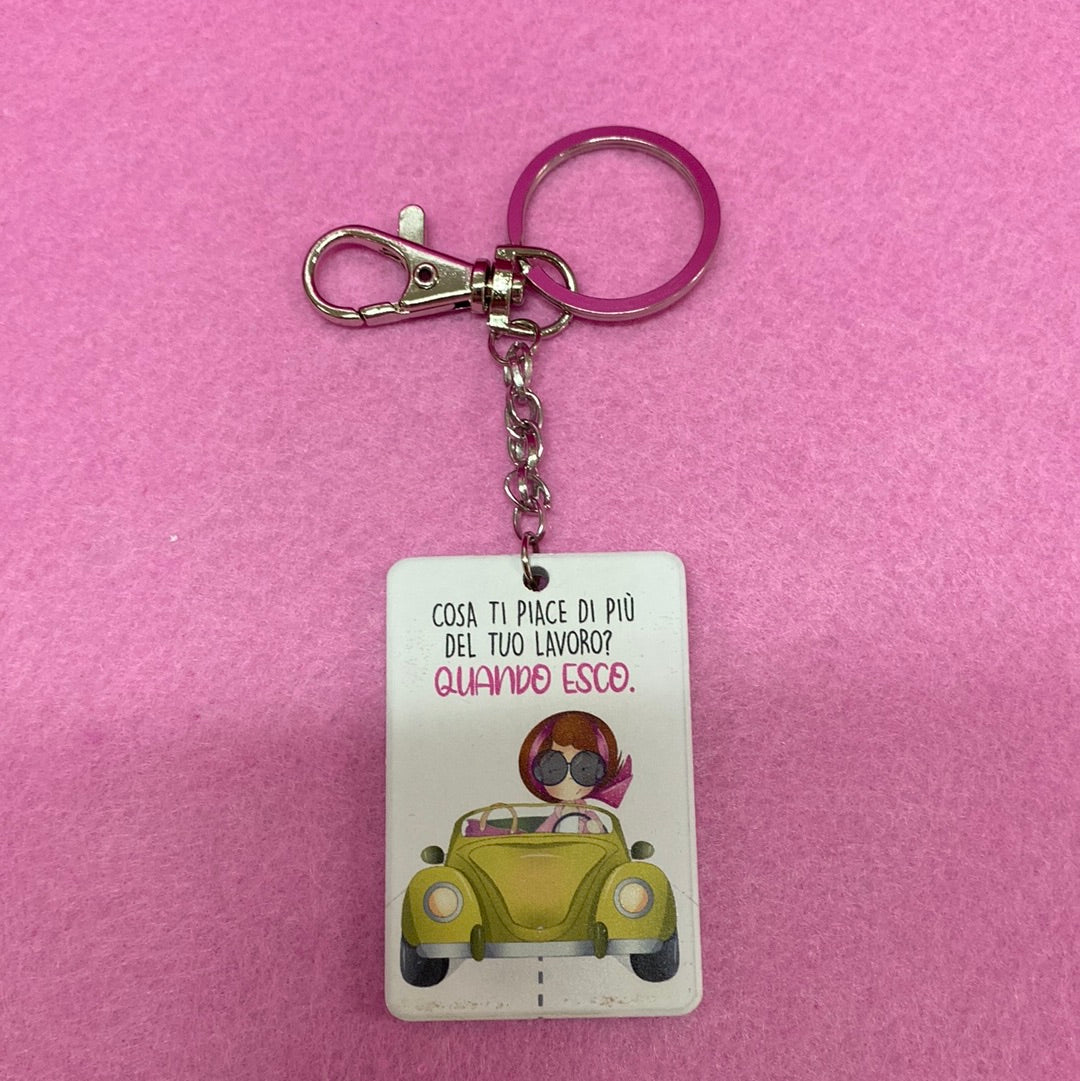 COSA TI PIACE DI PIÙ
DEL TUO LAVORO?
QUANDO ESCO.